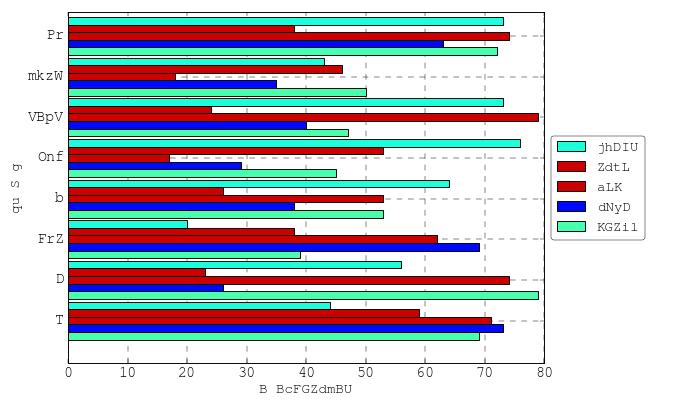 Pr
mkzW
VBpV
Onf
b
FrZ
D
T
qu S g
0 10 20 30 40 50 60 70 80
B BcFGZdmBU
jhDIU
ZdtL
aLK
dNyD
KGZil